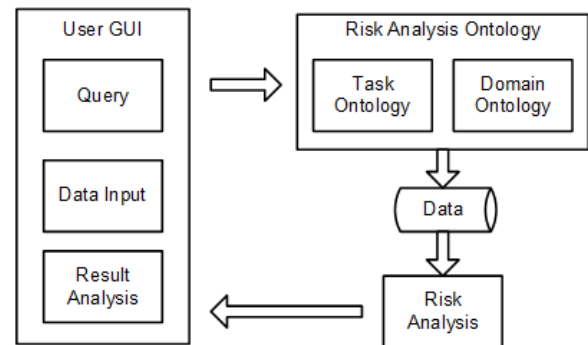 User GUI
Query
Data Input
Result
Analysis
Risk Analysis Ontology
Task
Ontology
Domain
Ontology
Data
Risk
Analysis